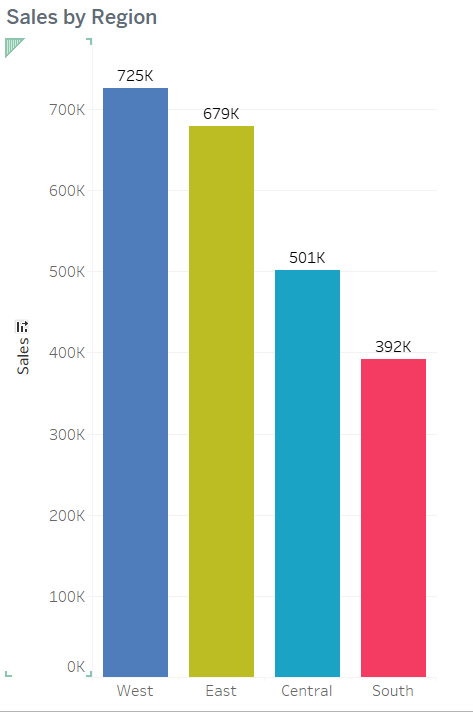 Sales by Region
Sales
700K
600K
500K
400K
300K
200K
100K
0K
725K
679K
501K
392K
West
East
Central
South